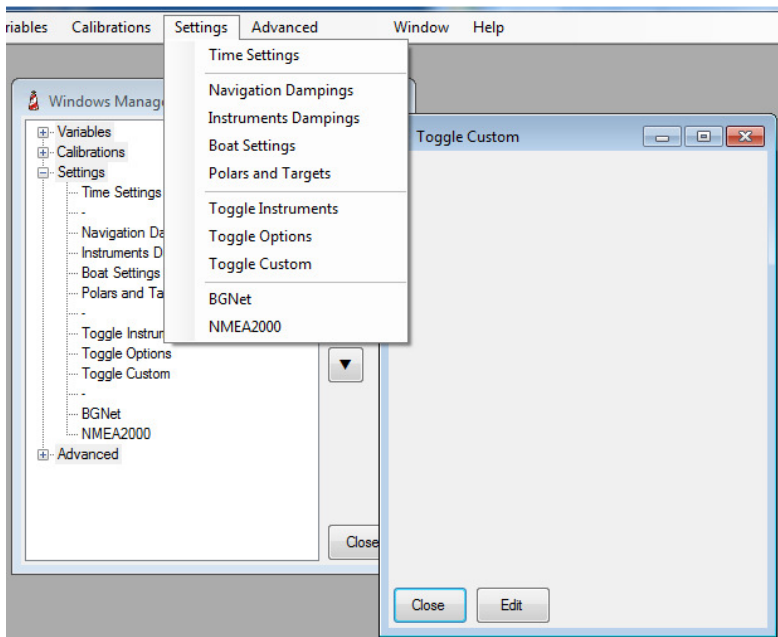 riables Calibrations Settings Advanced Window Help
Time Settings
Navigation Dampings
Instruments Dampings
Boat Settings
Polars and Targets
Toggle Instruments
Toggle Options
Toggle Custom
BGNet
NMEA2000
Windows Manag
Variables
Calibrations
Settings
Time Settings
-
Navigation Da
Instruments D
Boat Settings
Polars and Ta
-
Toggle Instrur
Toggle Options
Toggle Custom
-
BGNet
NMEA2000
Advanced
Close
Toggle Custom
Close Edit